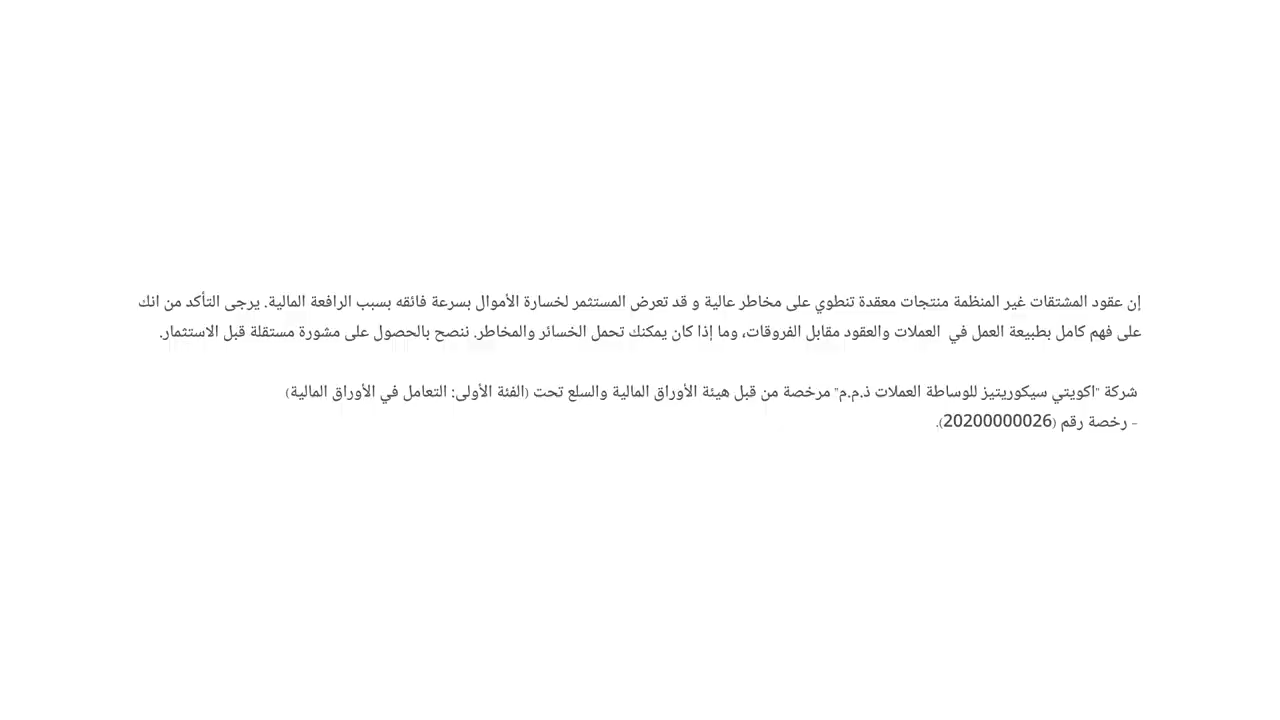 إن عقود المشتقات غير المنظمة منتجات معقدة تنطوي على مخاطر عالية و قد تعرض المستثمر لخسارة الأموال بسرعة فائقه بسبب الرافعة المالية. يرجى التأكد من انك
على فهم كامل بطبيعة العمل في العملات والعقود مقابل الفروقات، وما إذا كان يمكنك تحمل الخسائر والمخاطر. ننصح بالحصول على مشورة مستقلة قبل الاستثمار.
شركة "اكويتي سيكوريتيز للوساطة العملات ذ.م.م" مرخصة من قبل هيئة الأوراق المالية والسلع تحت (الفئة الأولى: التعامل في الأوراق المالية)
- رخصة رقم (20200000026).